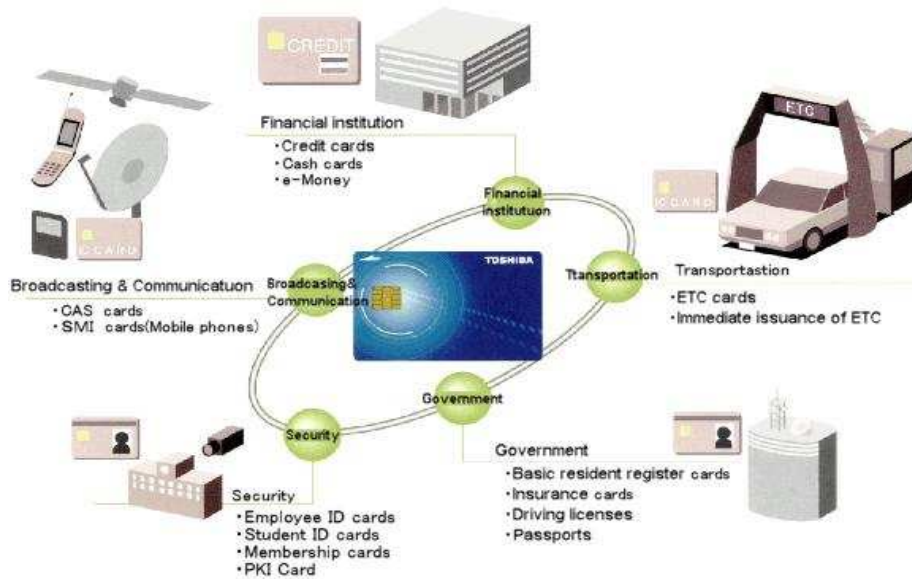 CREDIT
Financial institution
・Credit cards
・Cash cards
・e-Money
ETC
IC CARD
Transportastion
・ETC cards
・Immediate issuance of ETC
IC CARD
Broadcasting & Communicatuon
・CAS cards
・SMI cards(Mobile phones)
Financial
institutuon
Ttansportation
Broadcasing&
Communication
TOSHIBA
Government
Security
Government
・Basic resident register cards
・Insurance cards
・Driving licenses
・Passports
Security
・Employee ID cards
・Student ID cards
・Membership cards
・PKI Card